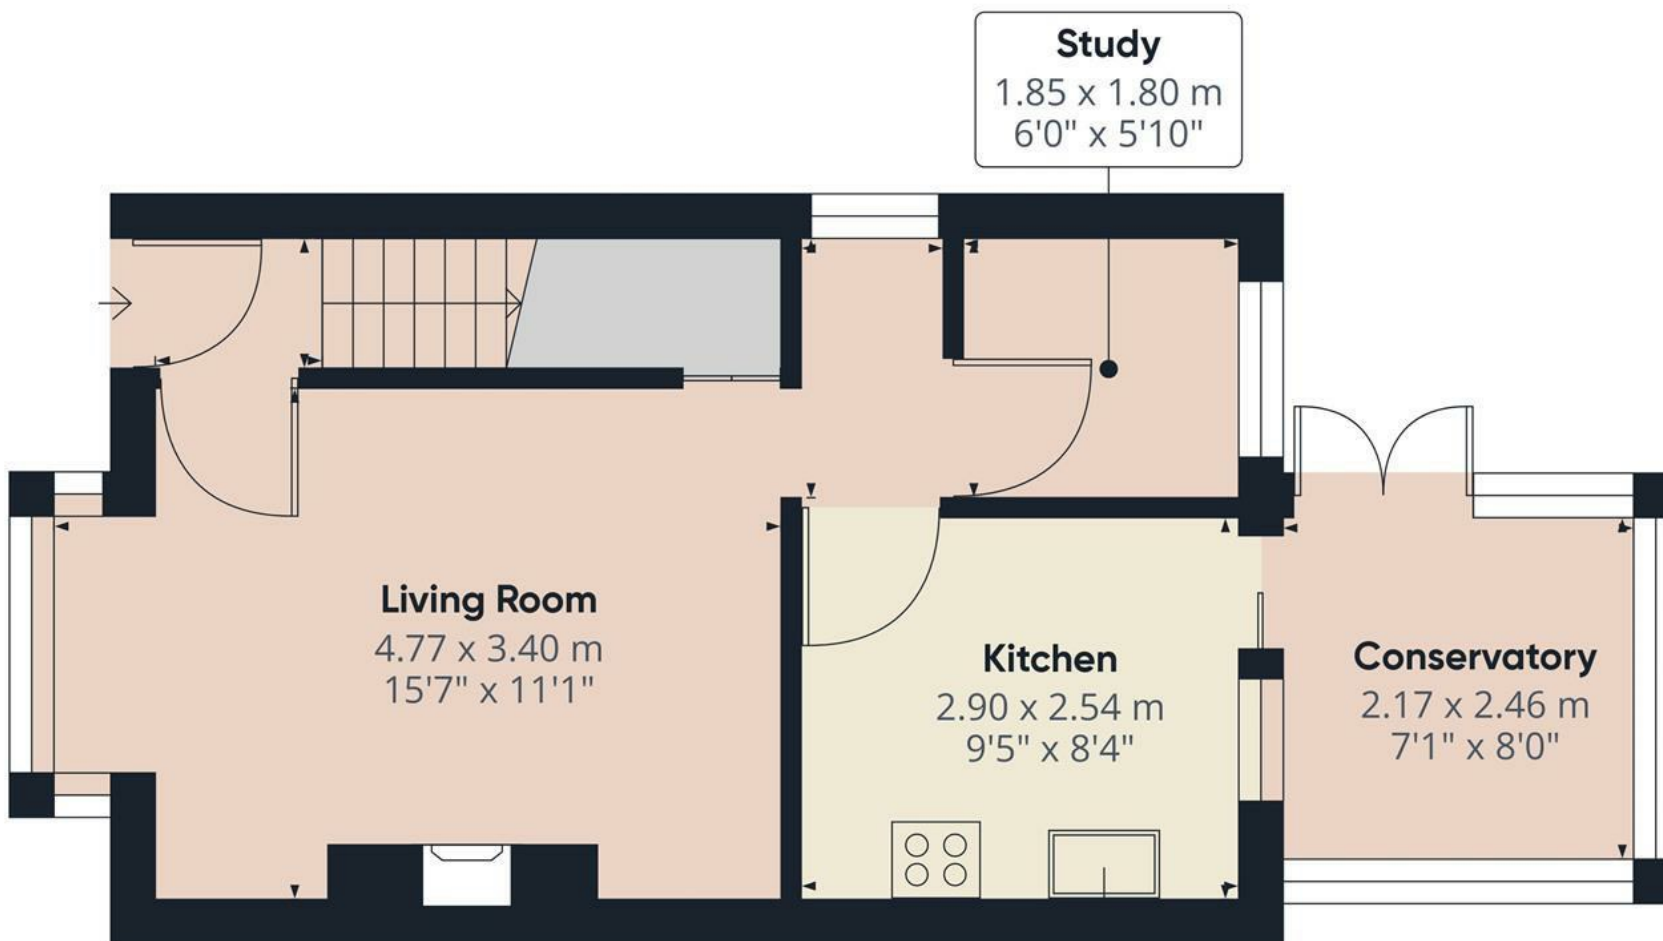 Study
1.85 x 1.80 m
6'0" x 5'10"
Living Room
4.77 x 3.40 m
15'7" x 11'1"
Kitchen
2.90 x 2.54 m
9'5" x 8'4"
Conservatory
2.17 x 2.46 m
7'1" x 8'0"